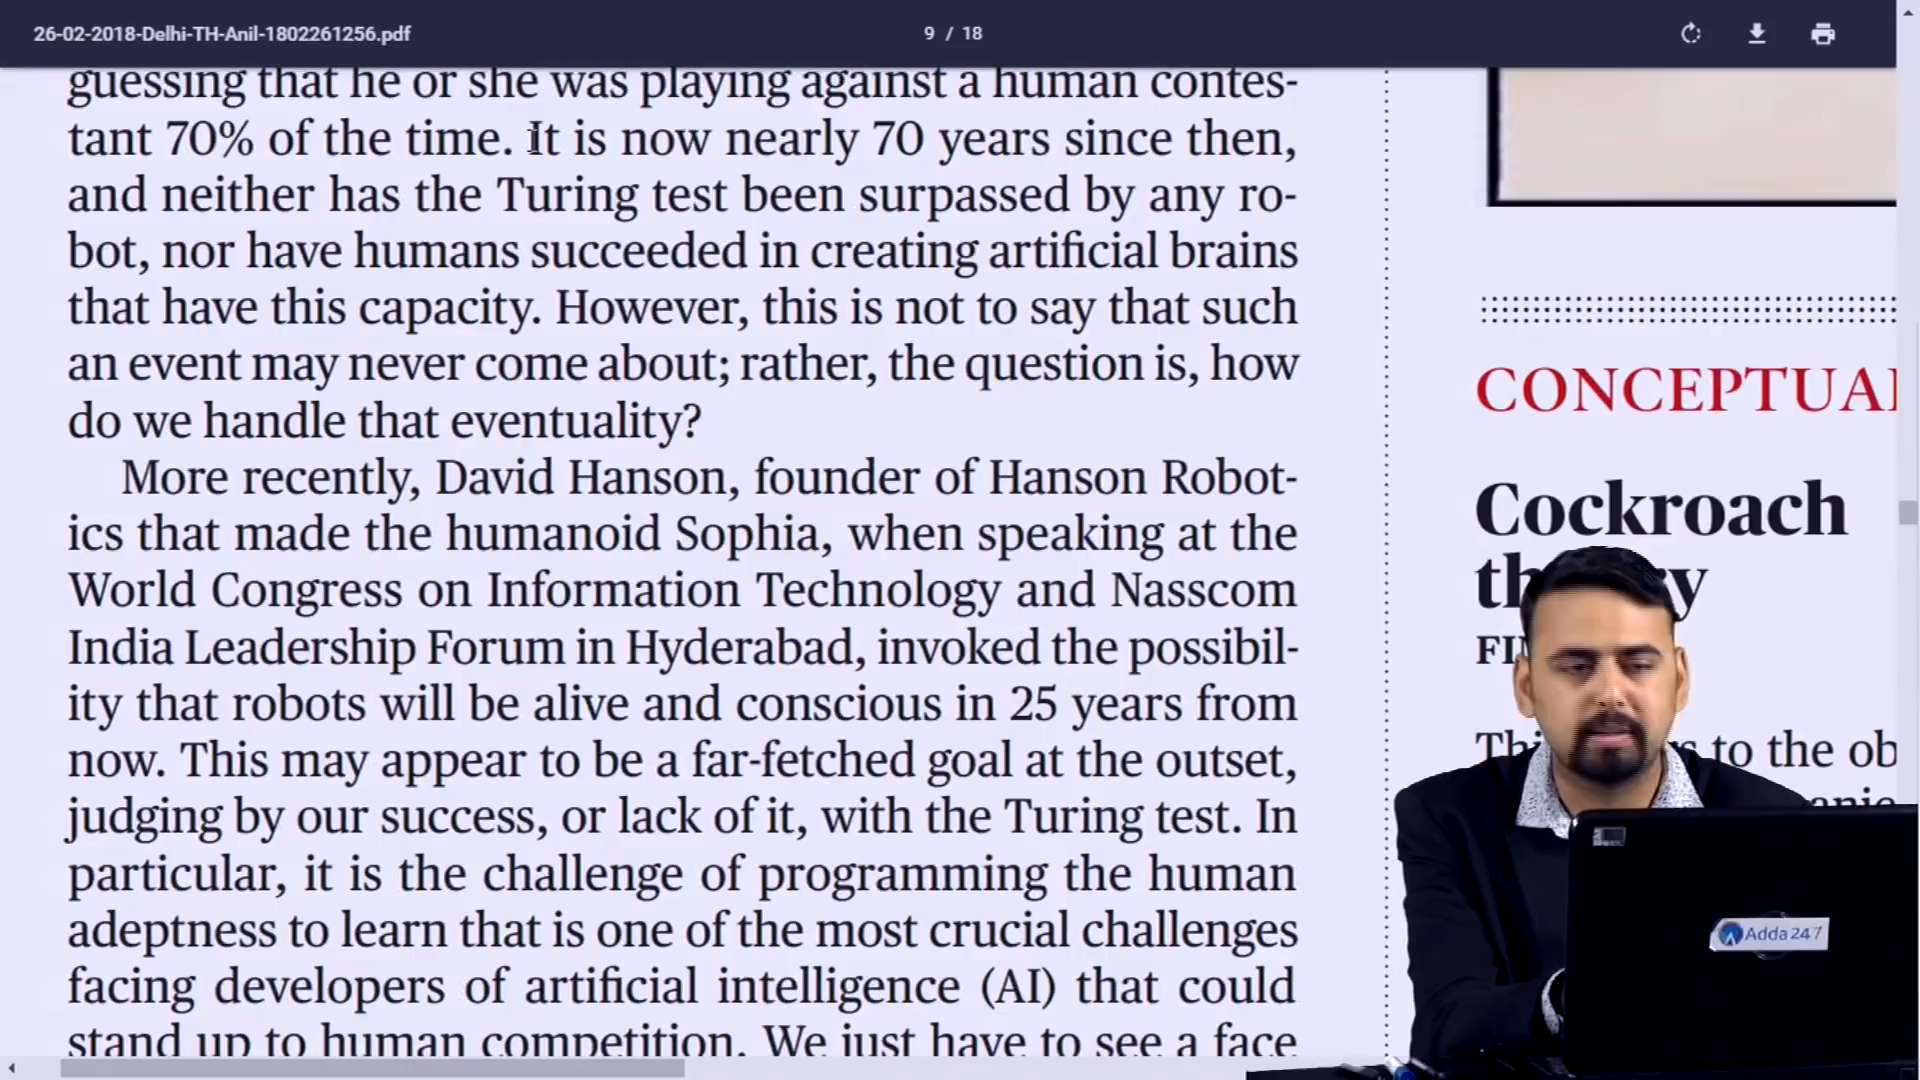 26-02-2018-Delhi-TH-Anil-1802261256.pdf
9 / 18
guessing that he or she was playing against a human contes-
tant 70% of the time. It is now nearly 70 years since then,
and neither has the Turing test been surpassed by any ro-
bot, nor have humans succeeded in creating artificial brains
that have this capacity. However, this is not to say that such
an event may never come about; rather, the question is, how
do we handle that eventuality?
More recently, David Hanson, founder of Hanson Robot-
ics that made the humanoid Sophia, when speaking at the
World Congress on Information Technology and Nasscom
India Leadership Forum in Hyderabad, invoked the possibil-
ity that robots will be alive and conscious in 25 years from
now. This may appear to be a far-fetched goal at the outset,
judging by our success, or lack of it, with the Turing test. In
particular, it is the challenge of programming the human
adeptness to learn that is one of the most crucial challenges
facing developers of artificial intelligence (AI) that could
stand up to human competition. We just have to see a face
CONCEPTUAL
Cockroach
theory
to the ob
Adda247